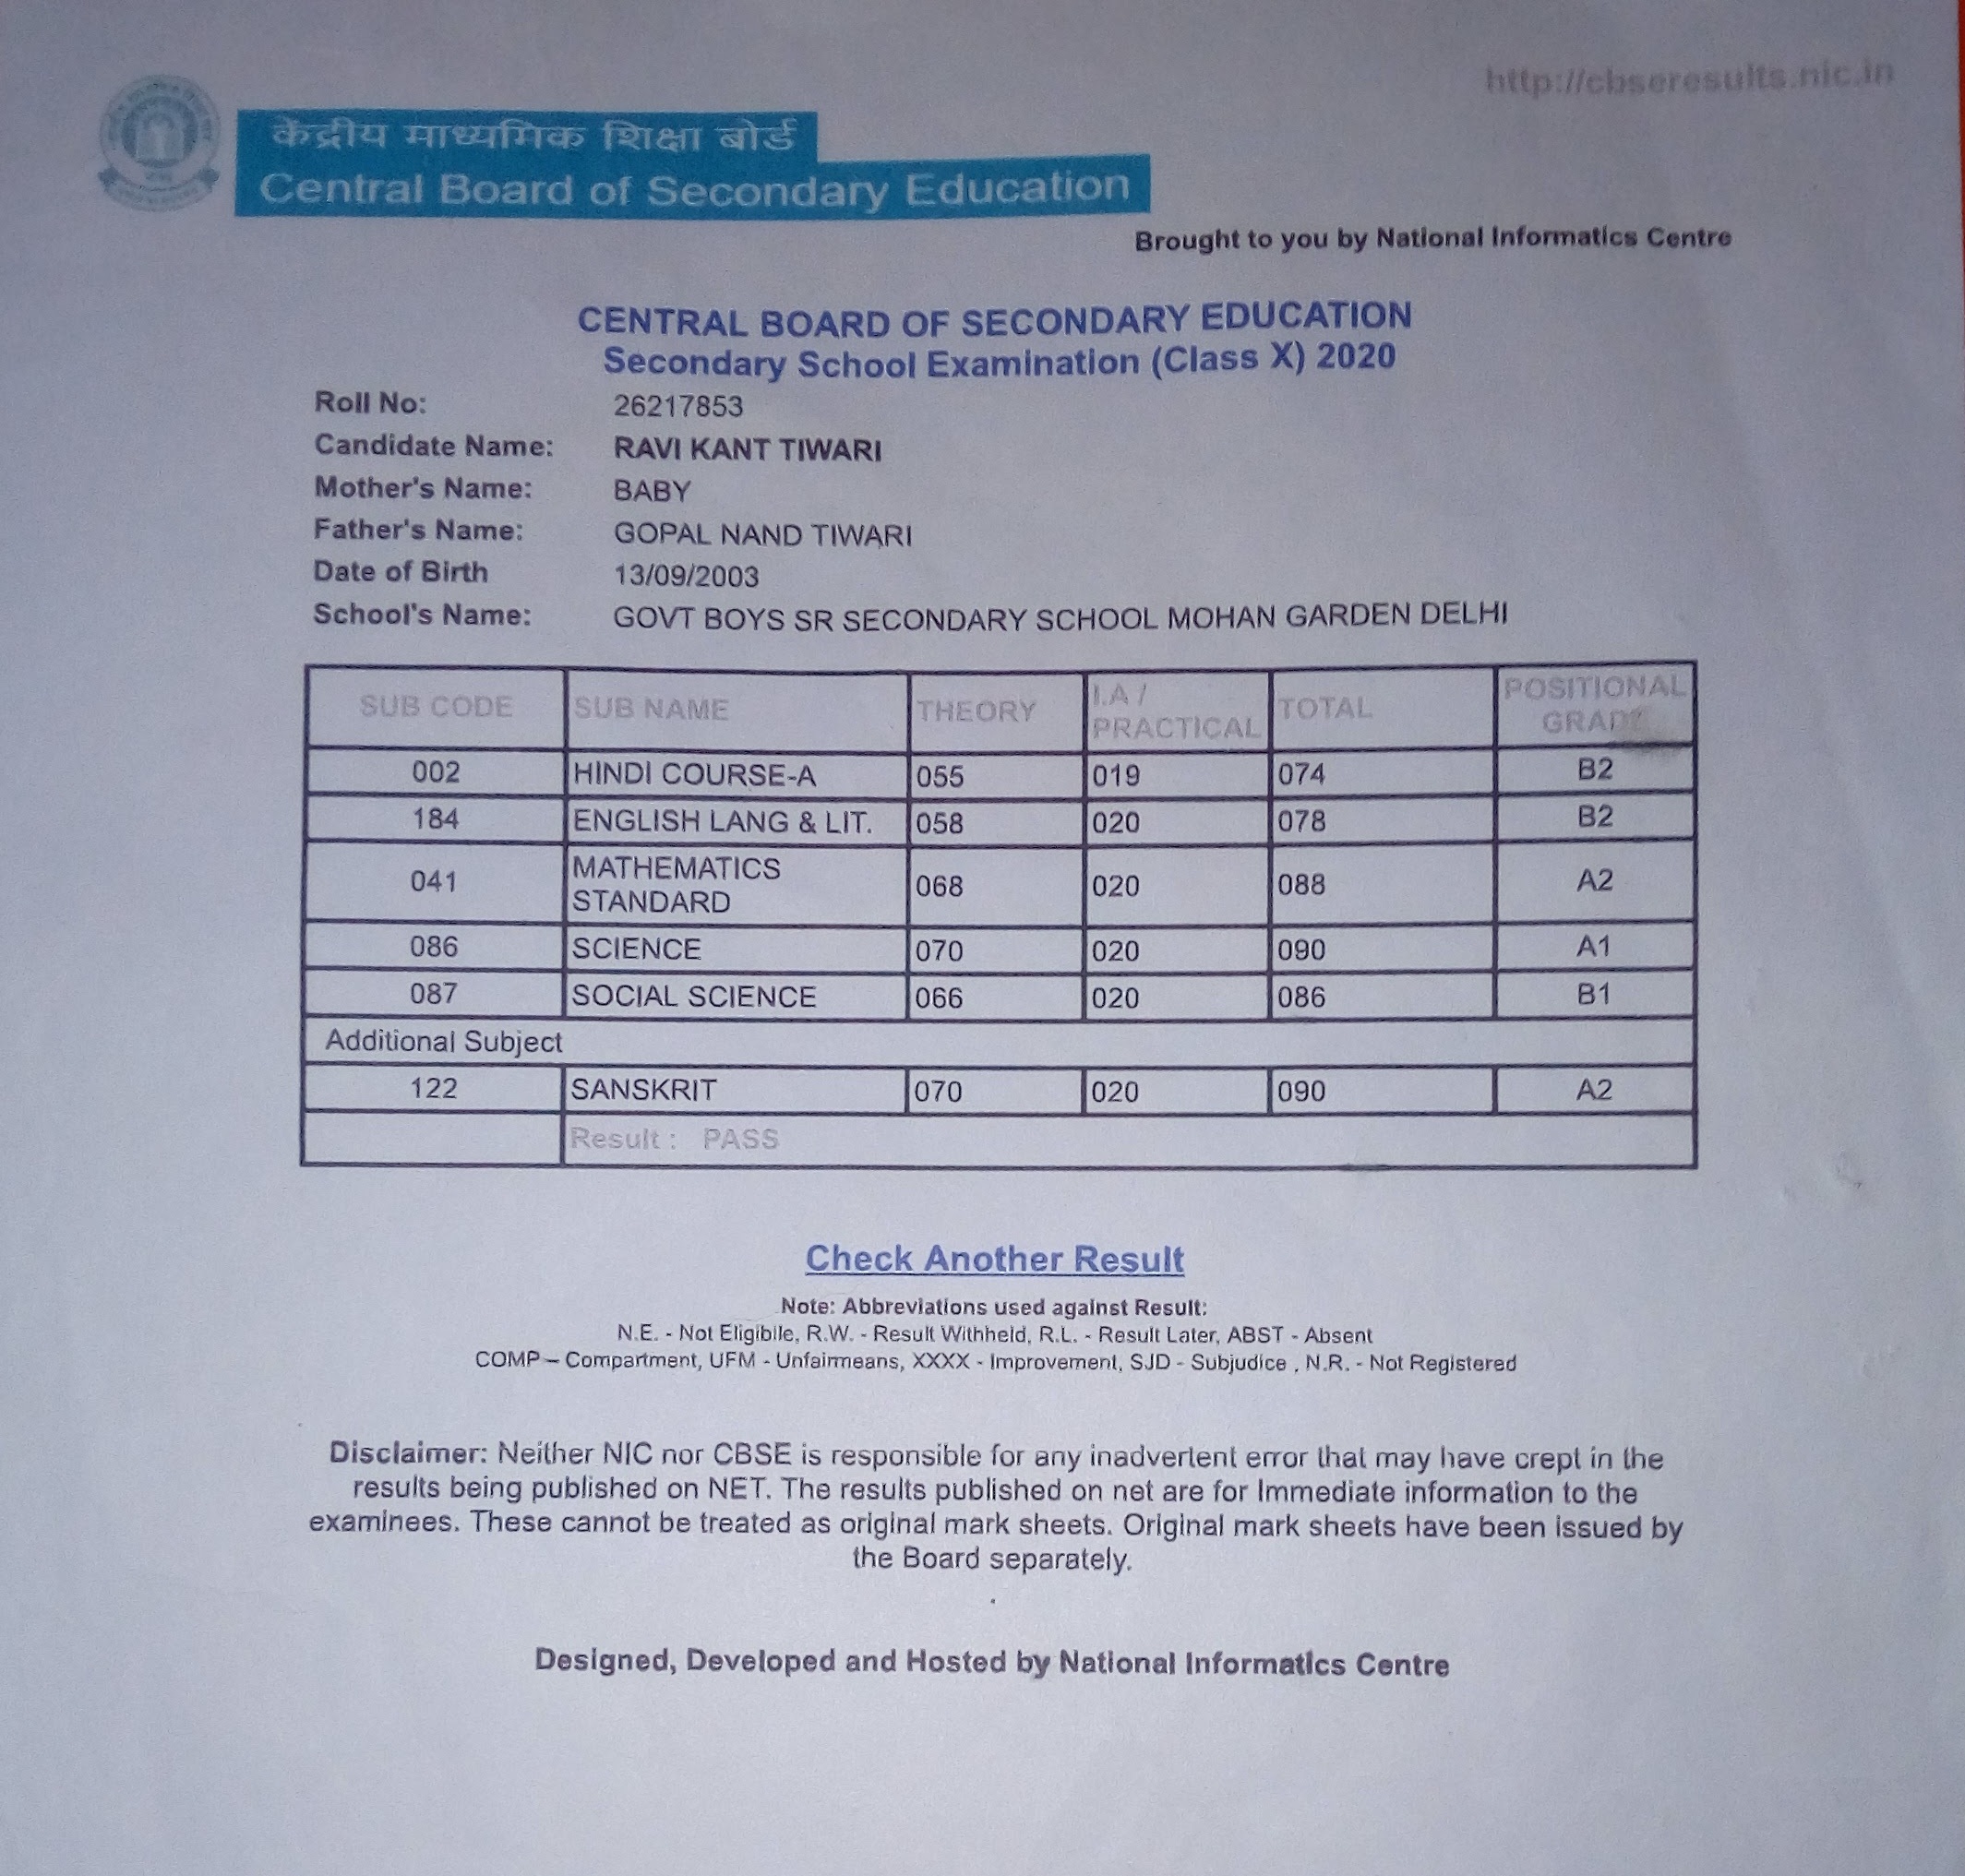 http://cbseresults.nic.in
केंद्रीय माध्यमिक शिक्षा बोर्ड
Central Board of Secondary Education
Brought to you by National Informatics Centre
CENTRAL BOARD OF SECONDARY EDUCATION
Secondary School Examination (Class X) 2020
Roll No: 26217853
Candidate Name: RAVI KANT TIWARI
Mother's Name: BABY
Father's Name: GOPAL NAND TIWARI
Date of Birth 13/09/2003
School's Name: GOVT BOYS SR SECONDARY SCHOOL MOHAN GARDEN DELHI
SUB CODE SUB NAME THEORY I.A / PRACTICAL TOTAL POSITIONAL GRADE
002 HINDI COURSE-A 055 019 074 B2
184 ENGLISH LANG & LIT. 058 020 078 B2
041 MATHEMATICS STANDARD 068 020 088 A2
086 SCIENCE 070 020 090 A1
087 SOCIAL SCIENCE 066 020 086 B1
Additional Subject
122 SANSKRIT 070 020 090 A2
Result : PASS
Check Another Result
Note: Abbreviations used against Result:
N.E. - Not Eligibile, R.W. - Result Withheld, R.L. - Result Later, ABST - Absent
COMP – Compartment, UFM - Unfairmeans, XXXX - Improvement, SJD - Subjudice , N.R. - Not Registered
Disclaimer: Neither NIC nor CBSE is responsible for any inadvertent error that may have crept in the
results being published on NET. The results published on net are for Immediate information to the
examinees. These cannot be treated as original mark sheets. Original mark sheets have been issued by
the Board separately.
Designed, Developed and Hosted by National Informatics Centre